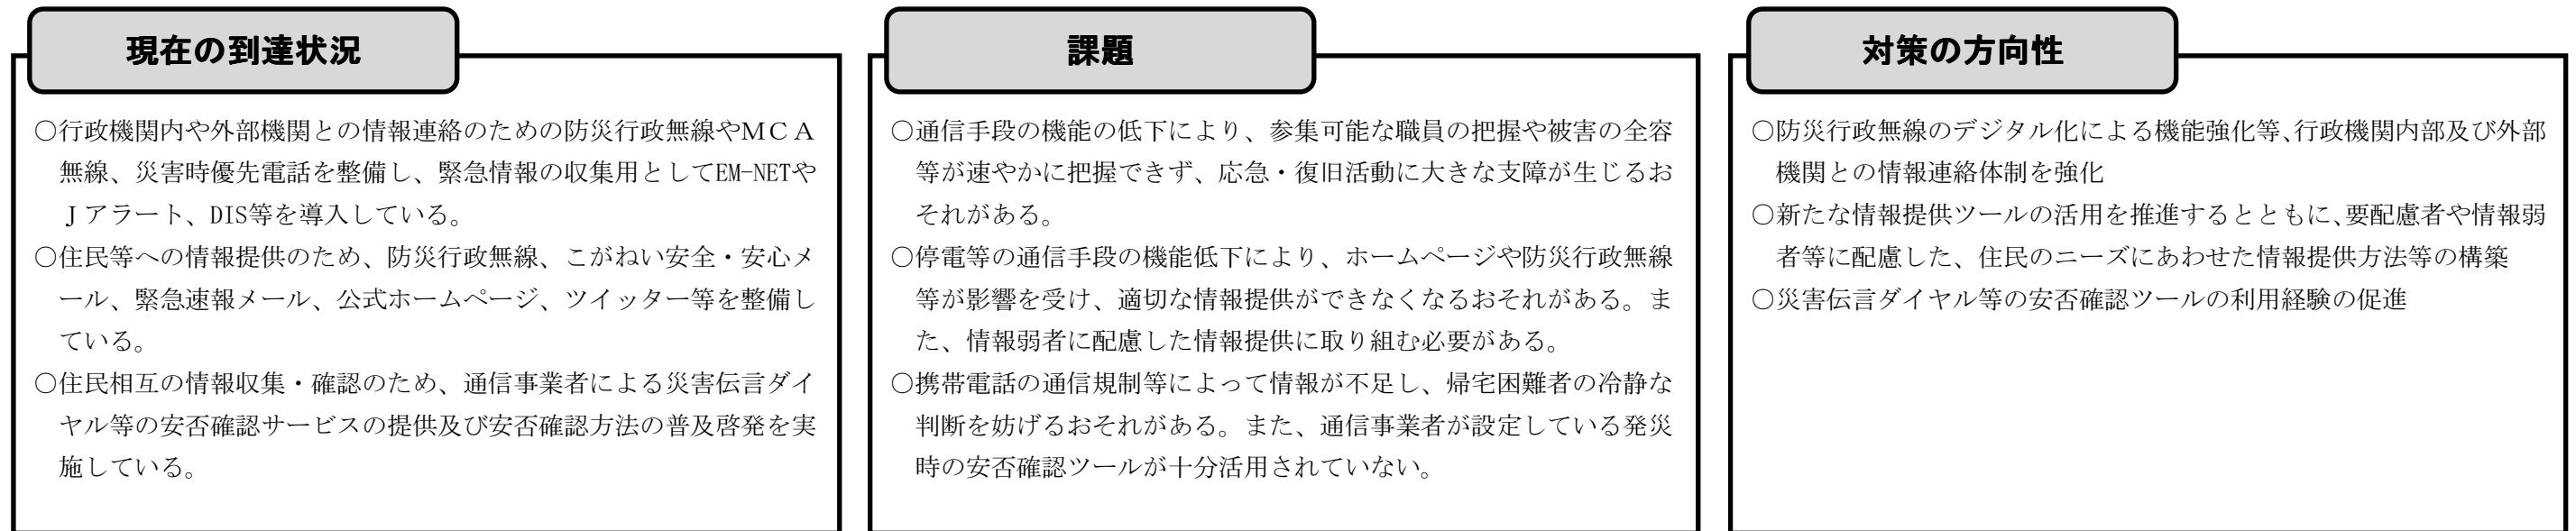 現在の到達状況
○行政機関内や外部機関との情報連絡のための防災行政無線やMCA
無線、災害時優先電話を整備し、緊急情報の収集用としてEM-NETや
Jアラート、DIS等を導入している。
○住民等への情報提供のため、防災行政無線、こがねい安全・安心メ
ール、緊急速報メール、公式ホームページ、ツイッター等を整備し
ている。
○住民相互の情報収集・確認のため、通信事業者による災害伝言ダイ
ヤル等の安否確認サービスの提供及び安否確認方法の普及啓発を実
施している。
課題
○通信手段の機能の低下により、参集可能な職員の把握や被害の全容
等が速やかに把握できず、応急・復旧活動に大きな支障が生じるお
それがある。
○停電等の通信手段の機能低下により、ホームページや防災行政無線
等が影響を受け、適切な情報提供ができなくなるおそれがある。ま
た、情報弱者に配慮した情報提供に取り組む必要がある。
○携帯電話の通信規制等によって情報が不足し、帰宅困難者の冷静な
判断を妨げるおそれがある。また、通信事業者が設定している発災
時の安否確認ツールが十分活用されていない。
対策の方向性
○防災行政無線のデジタル化による機能強化等、行政機関内部及び外部
機関との情報連絡体制を強化
○新たな情報提供ツールの活用を推進するとともに、要配慮者や情報弱
者等に配慮した、住民のニーズにあわせた情報提供方法等の構築
○災害伝言ダイヤル等の安否確認ツールの利用経験の促進